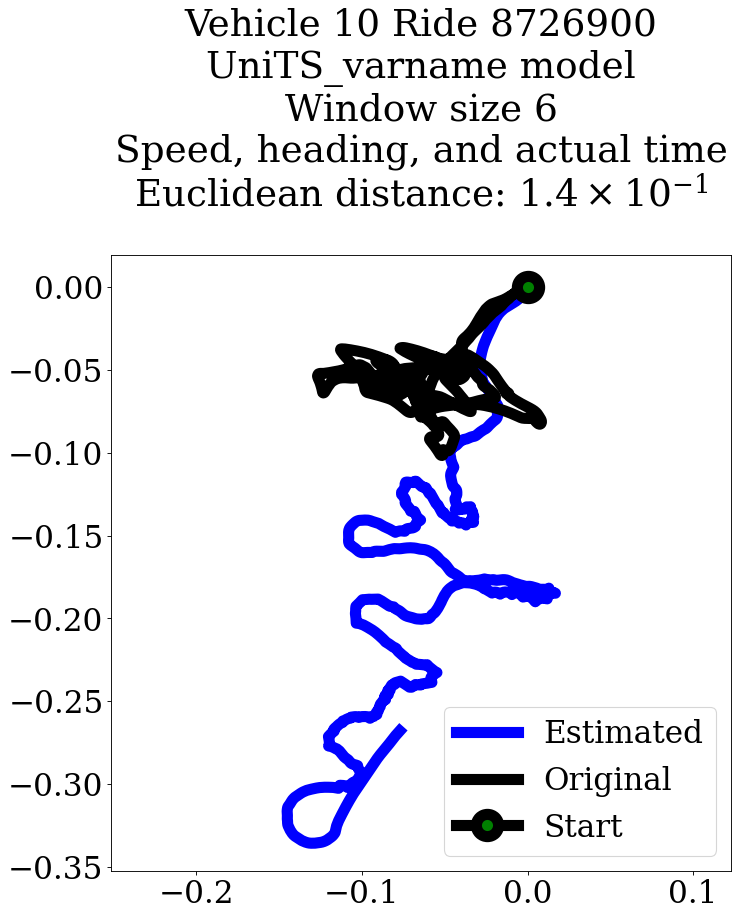 Vehicle 10 Ride 8726900
UniTS_varname model
Window size 6
Speed, heading, and actual time
Euclidean distance: $1.4 \times 10^{-1}$
0.00
−0.05
−0.10
−0.15
−0.20
−0.25
−0.30
−0.35
Estimated
Original
Start
−0.2
−0.1
0.0
0.1